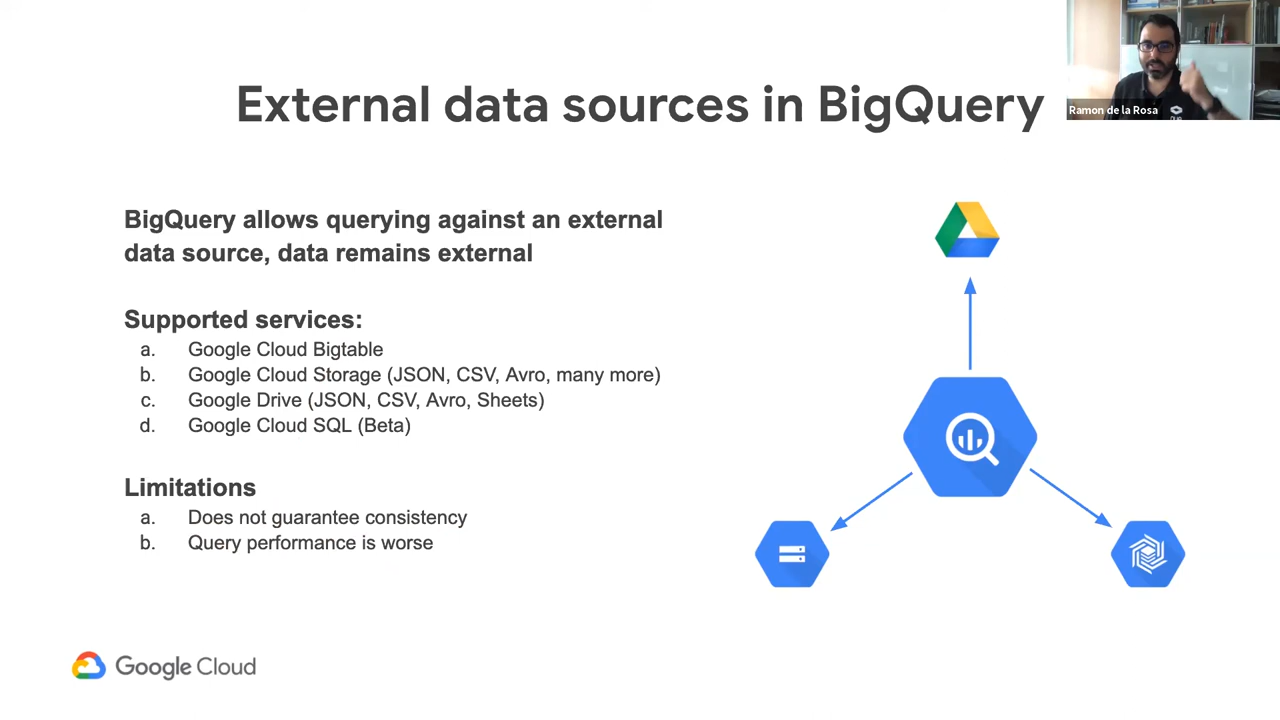 External data sources in BigQuery
Ramon de la Rosa
BigQuery allows querying against an external
data source, data remains external
Supported services:
a. Google Cloud Bigtable
b. Google Cloud Storage (JSON, CSV, Avro, many more)
c. Google Drive (JSON, CSV, Avro, Sheets)
d. Google Cloud SQL (Beta)
Limitations
a. Does not guarantee consistency
b. Query performance is worse
Google Cloud